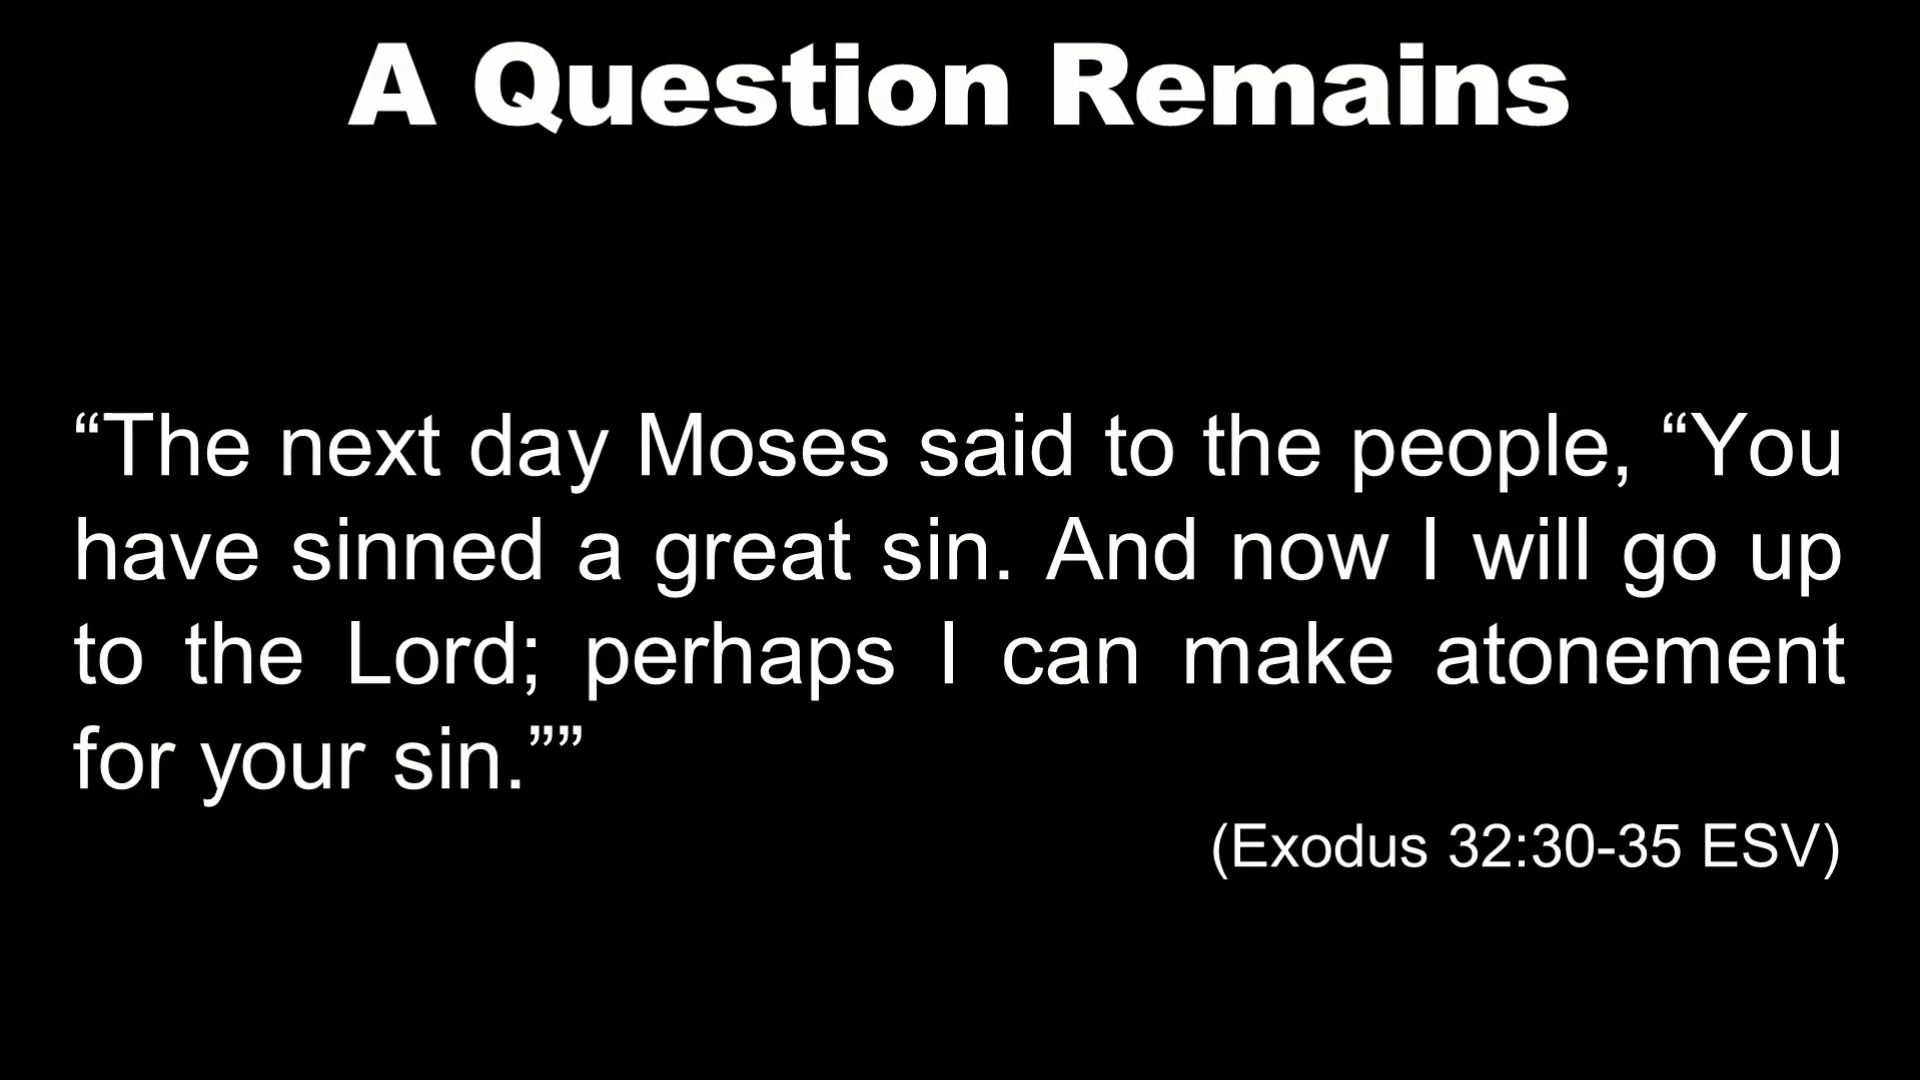 A Question Remains
“The next day Moses said to the people, “You
have sinned a great sin. And now I will go up
to the Lord; perhaps I can make atonement
for your sin.””
(Exodus 32:30-35 ESV)